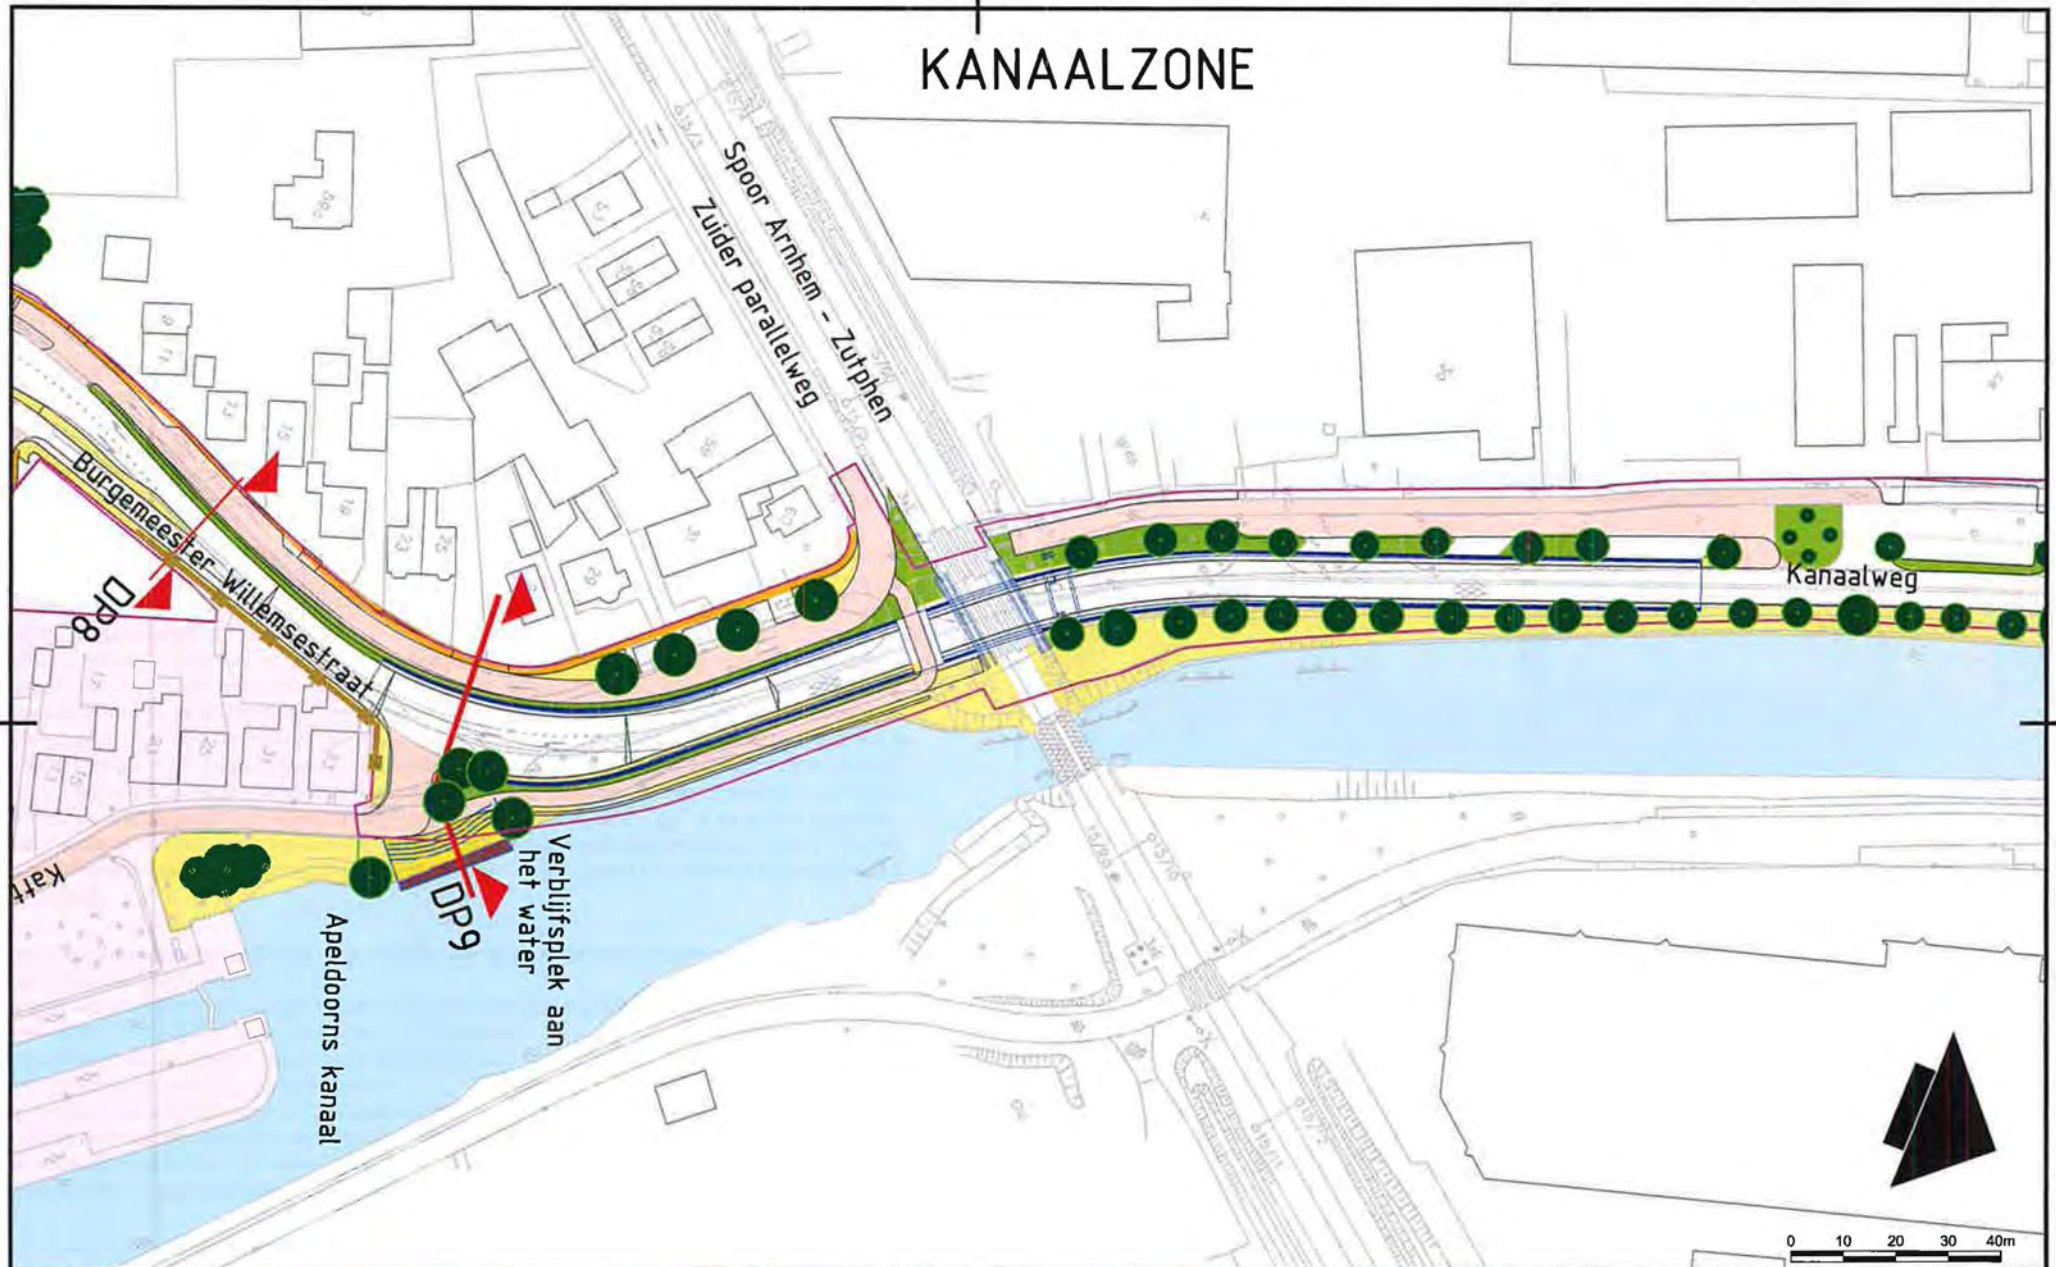 KANAALZONE
Spoor Arnhem - Zutphen
Zuider parallelweg
Burgemeester Willemsestraat
DP8
Kanaalweg
Verblijfsplek aan
het water
DP9
Apeldoorns kanaal
Katt
0 10 20 30 40m